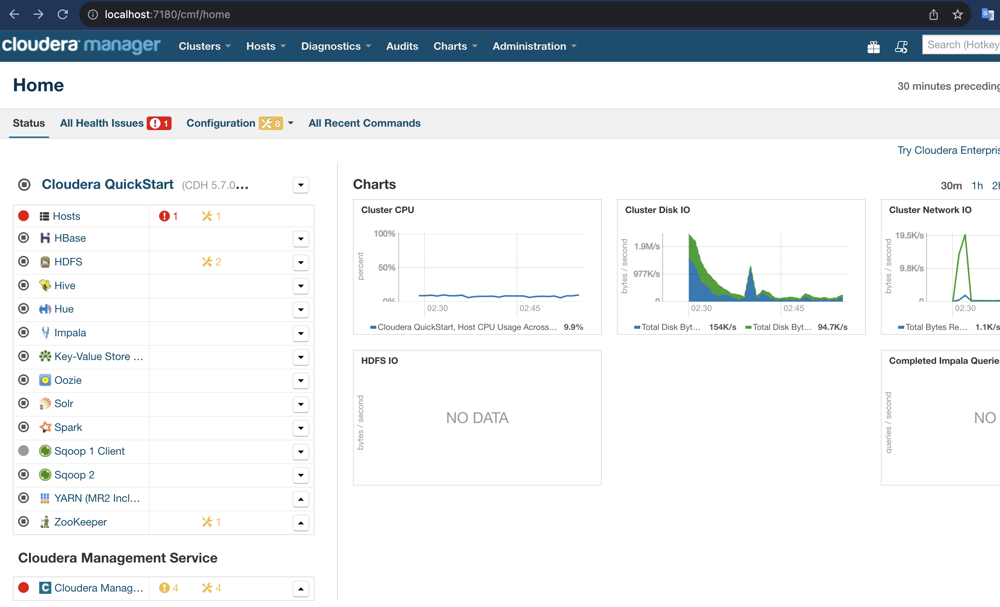 localhost:7180/cmf/home
cloudera manager Clusters Hosts Diagnostics Audits Charts Administration Search (Hotkey
Home
30 minutes preceding
Status All Health Issues 1 Configuration 8 All Recent Commands
Try Cloudera Enterpris
Cloudera QuickStart (CDH 5.7.0...
Hosts 1 1
HBase
HDFS 2
Hive
Hue
Impala
Key-Value Store ...
Oozie
Solr
Spark
Sqoop 1 Client
Sqoop 2
YARN (MR2 Incl...
ZooKeeper 1
Cloudera Management Service
Cloudera Manag... 4 4
Charts
30m 1h 2h
Cluster CPU
percent
100%
50%
0%
02:30 02:45
Cloudera QuickStart, Host CPU Usage Across... 9.9%
Cluster Disk IO
bytes / second
1.9M/s
977K/s
0
02:30 02:45
Total Disk Byt... 154K/s Total Disk Byt... 94.7K/s
Cluster Network IO
bytes / second
19.5K/s
9.8K/s
0
02:30
Total Bytes Re... 1.1K/s
HDFS IO
bytes / second
NO DATA
Completed Impala Queries
queries / second
NO